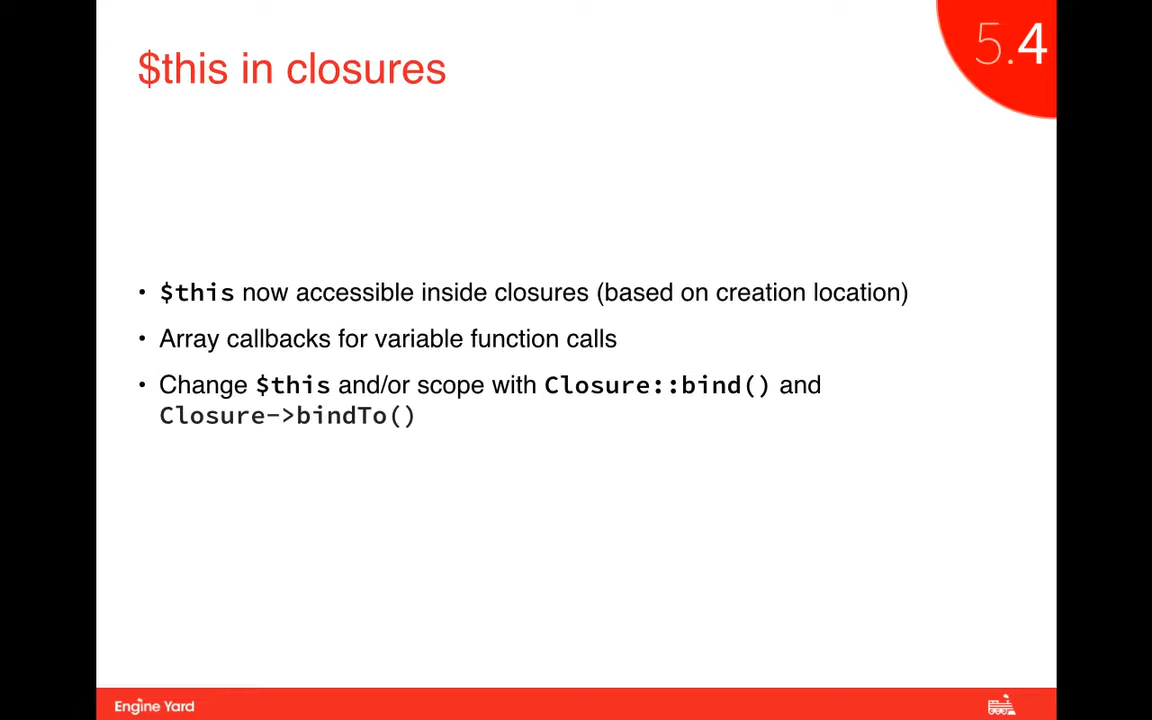 5.4
$this in closures
• $this now accessible inside closures (based on creation location)
• Array callbacks for variable function calls
• Change $this and/or scope with Closure::bind() and
Closure->bindTo()
Engine Yard